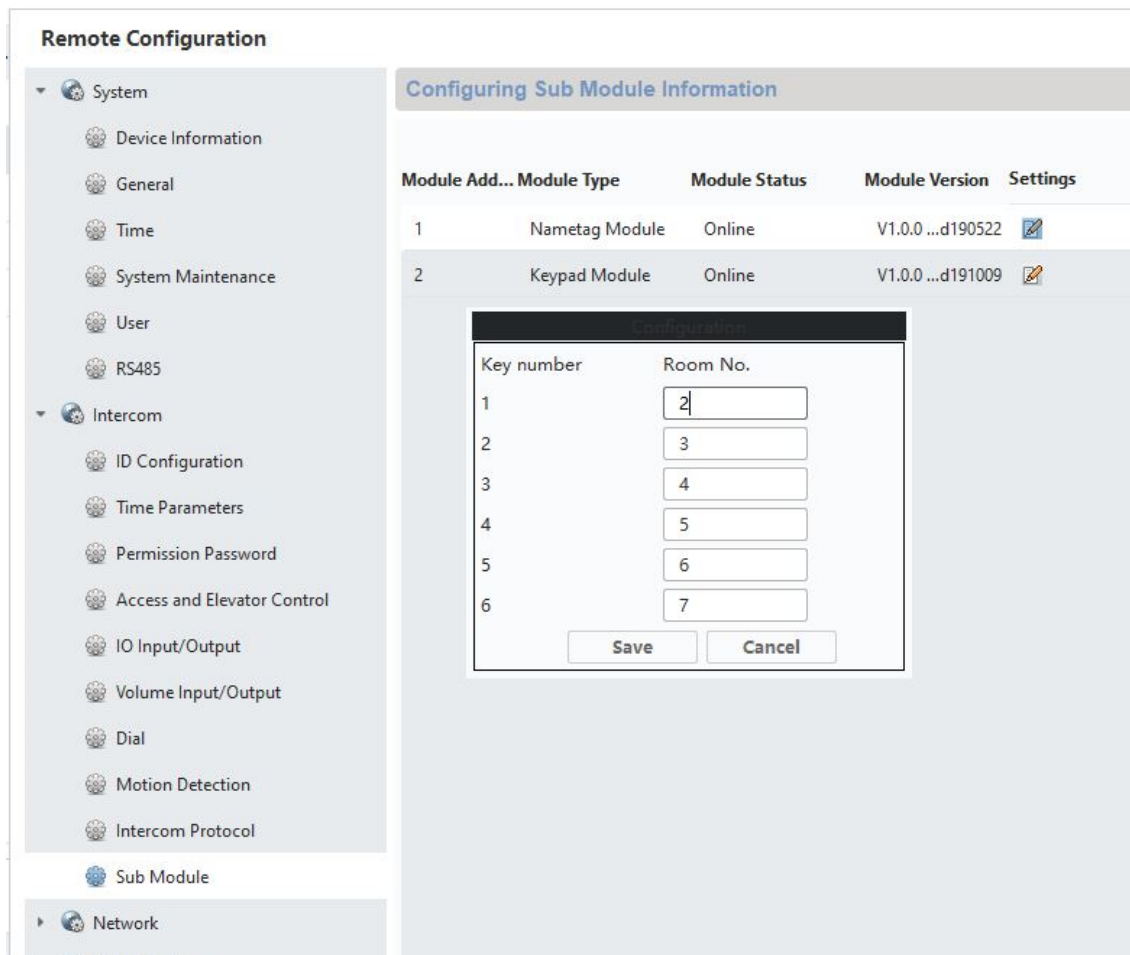 Remote Configuration
System
Device Information
General
Time
System Maintenance
User
RS485
Intercom
ID Configuration
Time Parameters
Permission Password
Access and Elevator Control
IO Input/Output
Volume Input/Output
Dial
Motion Detection
Intercom Protocol
Sub Module
Network
Configuring Sub Module Information
Module Add... Module Type Module Status Module Version Settings
1 Nametag Module Online V1.0.0 ...d190522
2 Keypad Module Online V1.0.0 ...d191009
Configuration
Key number Room No.
1 2
2 3
3 4
4 5
5 6
6 7
Save Cancel